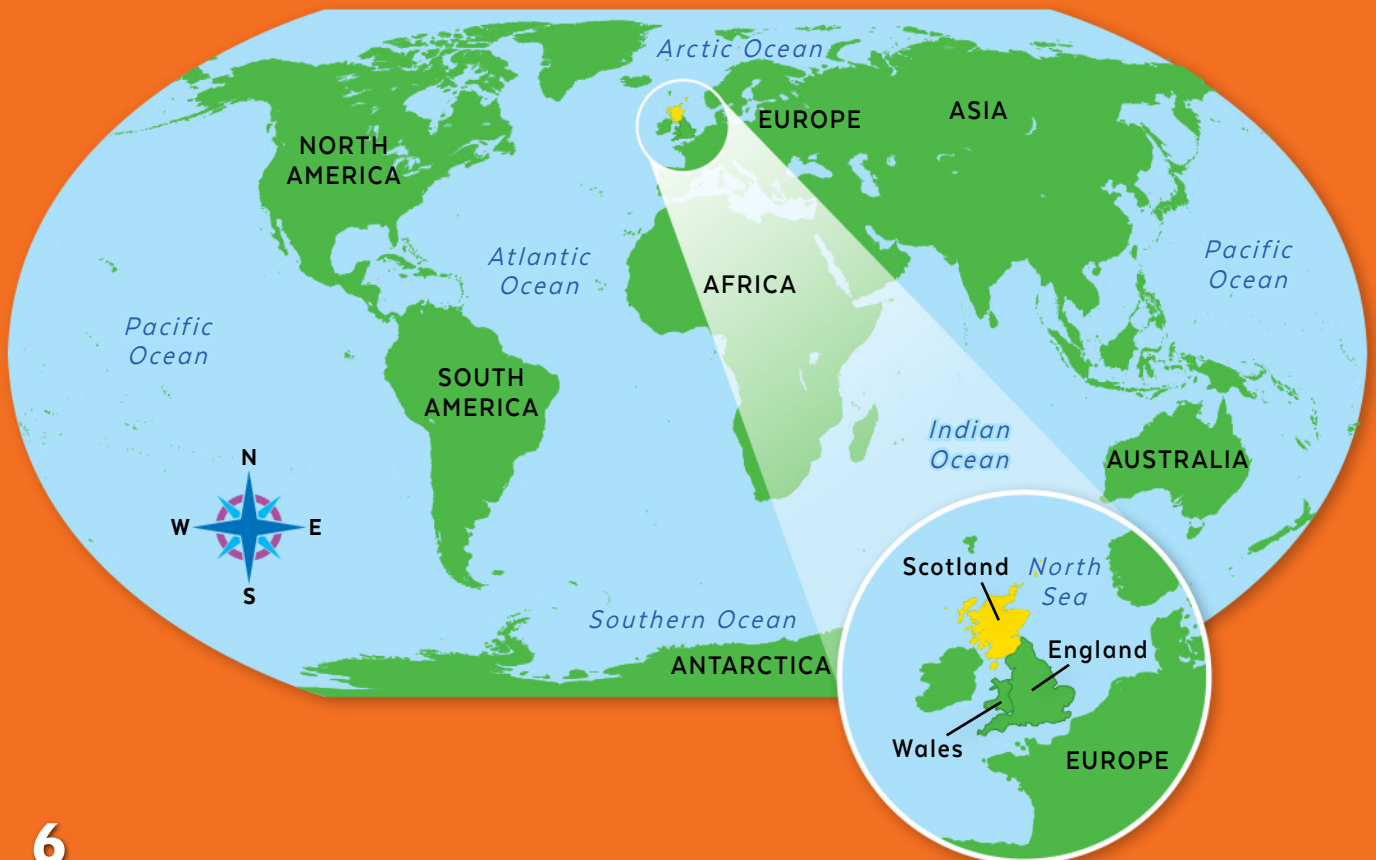 Arctic Ocean
NORTH
AMERICA
EUROPE
ASIA
Atlantic
Ocean
AFRICA
Pacific
Ocean
Pacific
Ocean
SOUTH
AMERICA
Indian
Ocean
AUSTRALIA
N
W
E
S
Southern Ocean
ANTARCTICA
Scotland
North
Sea
England
Wales
EUROPE
6